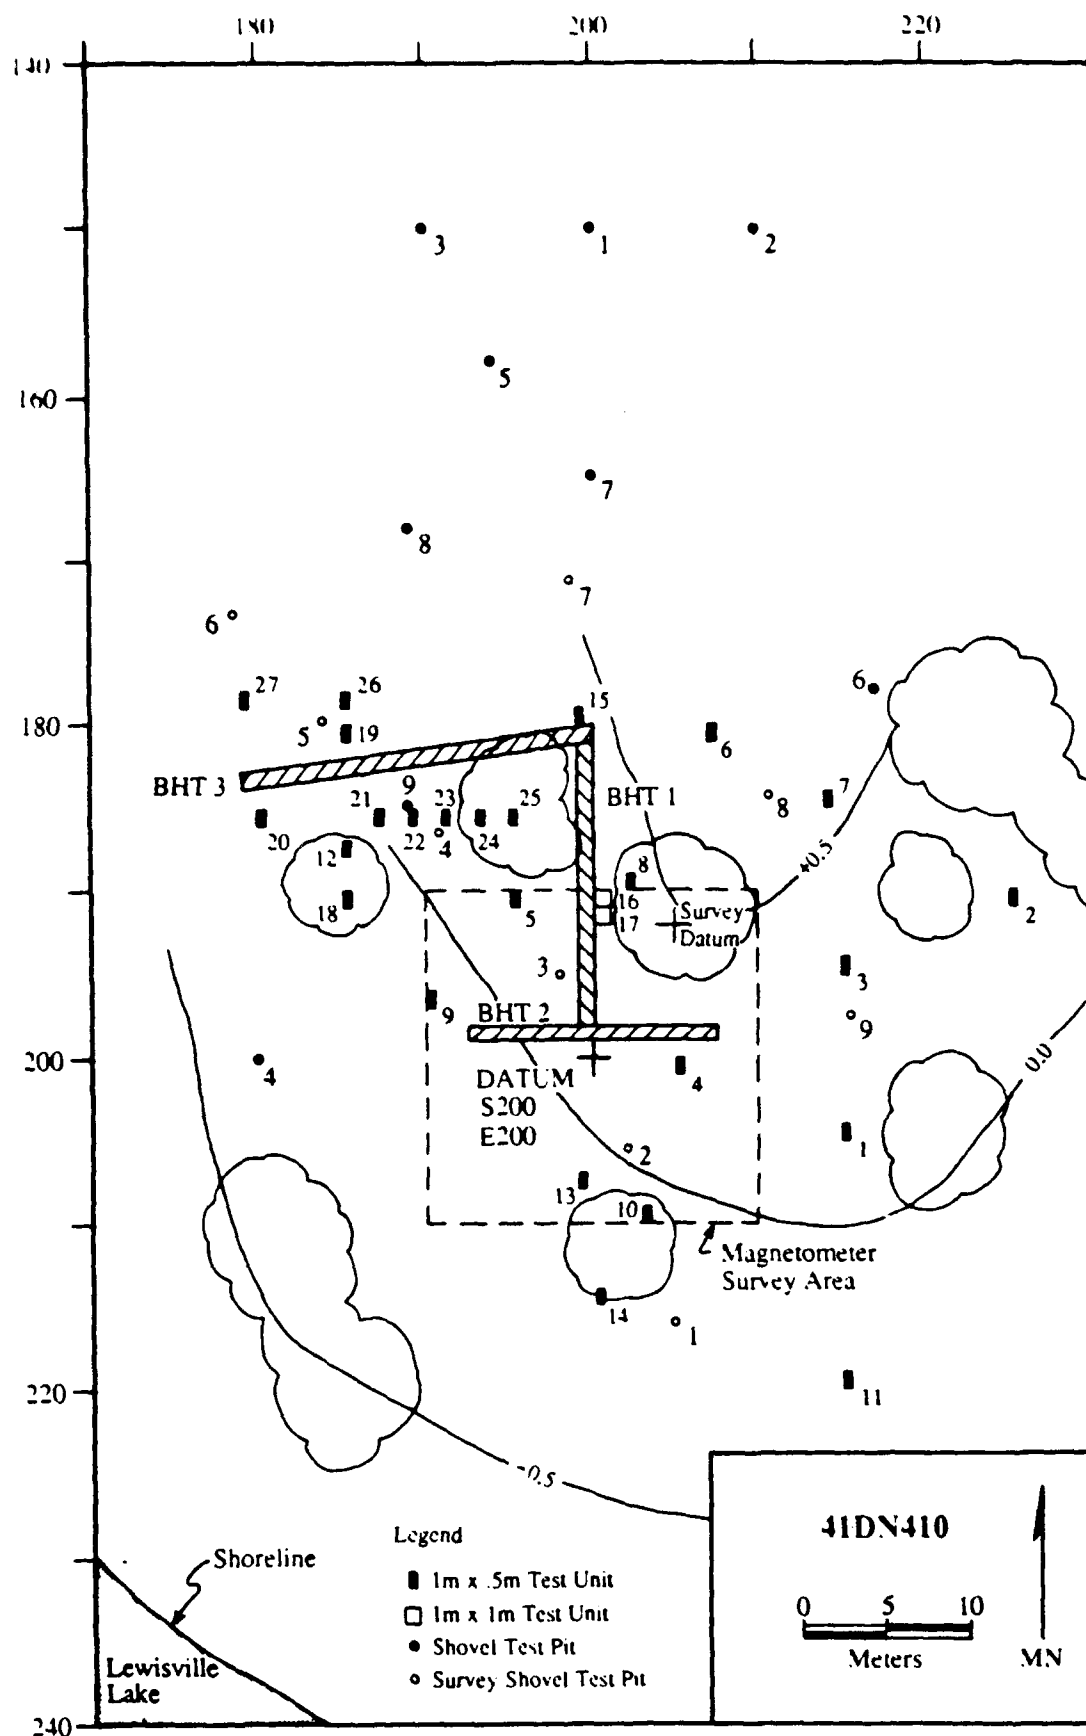 180 200 220
140
3 1 2
5
160
7
8
7
6
6
27 26
15
180
5 19
6
BHT 3
9
21 23 25
BHT 1
7
8
20 22 4 24
12
8
+0.5
18
5
16
17
Survey
Datum
2
3
3
9
BHT 2
9
200
4
DATUM
S200
E200
4
0.0
1
2
13
10
Magnetometer
Survey Area
14
1
220
11
-0.5
Legend
1m x .5m Test Unit
1m x 1m Test Unit
Shovel Test Pit
Survey Shovel Test Pit
Shoreline
Lewisville
Lake
240
41DN410
0 5 10
Meters
MN